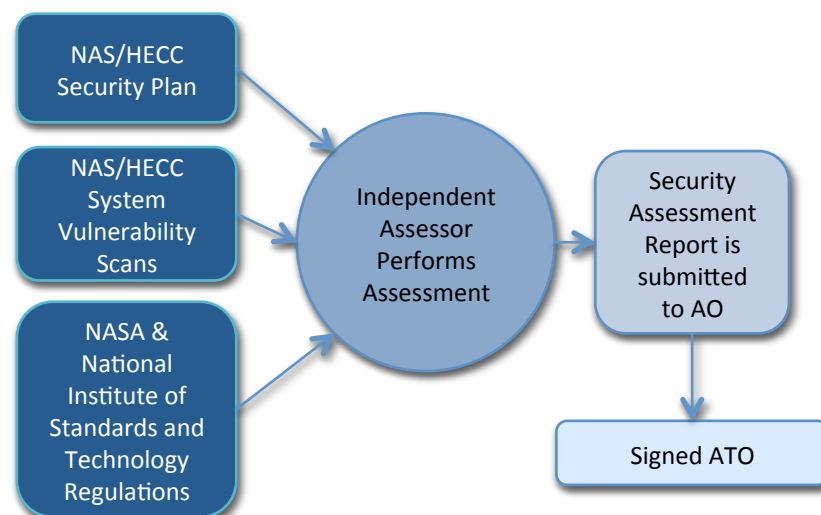 NAS/HECC
Security Plan
NAS/HECC
System
Vulnerability
Scans
NASA &
National
Institute of
Standards and
Technology
Regulations
Independent
Assessor
Performs
Assessment
Security
Assessment
Report is
submitted
to AO
Signed ATO